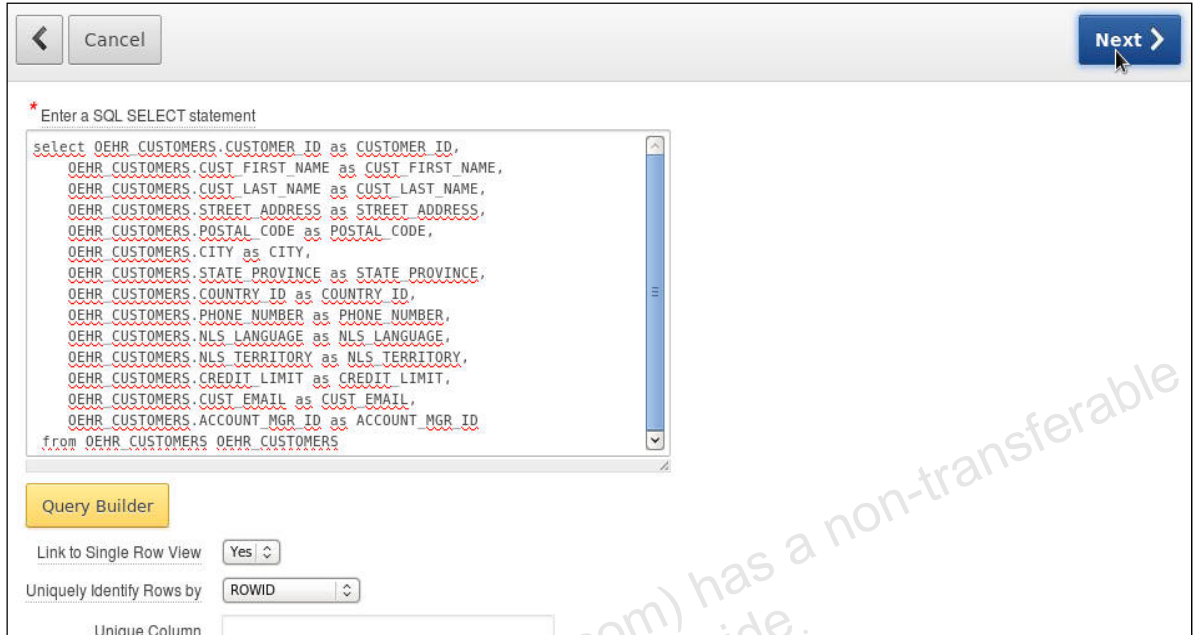 Cancel
Next
* Enter a SQL SELECT statement
select OEHR_CUSTOMERS.CUSTOMER_ID as CUSTOMER_ID,
OEHR_CUSTOMERS.CUST_FIRST_NAME as CUST_FIRST_NAME,
OEHR_CUSTOMERS.CUST_LAST_NAME as CUST_LAST_NAME,
OEHR_CUSTOMERS.STREET_ADDRESS as STREET_ADDRESS,
OEHR_CUSTOMERS.POSTAL_CODE as POSTAL_CODE,
OEHR_CUSTOMERS.CITY as CITY,
OEHR_CUSTOMERS.STATE_PROVINCE as STATE_PROVINCE,
OEHR_CUSTOMERS.COUNTRY_ID as COUNTRY_ID,
OEHR_CUSTOMERS.PHONE_NUMBER as PHONE_NUMBER,
OEHR_CUSTOMERS.NLS_LANGUAGE as NLS_LANGUAGE,
OEHR_CUSTOMERS.NLS_TERRITORY as NLS_TERRITORY,
OEHR_CUSTOMERS.CREDIT_LIMIT as CREDIT_LIMIT,
OEHR_CUSTOMERS.CUST_EMAIL as CUST_EMAIL,
OEHR_CUSTOMERS.ACCOUNT_MGR_ID as ACCOUNT_MGR_ID
from OEHR_CUSTOMERS OEHR_CUSTOMERS
Query Builder
Link to Single Row View Yes
Uniquely Identify Rows by ROWID
Unique Column
com) has a non-transferable